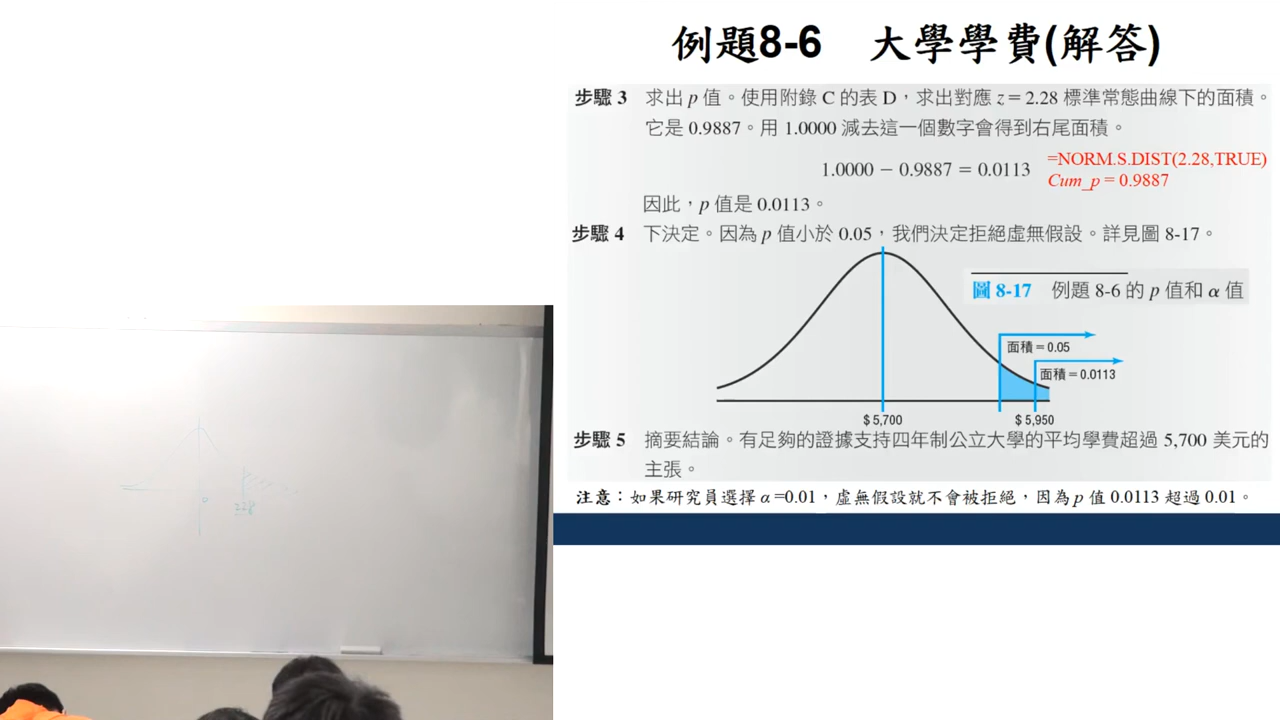 例題8-6 大學學費(解答)
步驟 3 求出 p 值。使用附錄 C 的表 D，求出對應 z = 2.28 標準常態曲線下的面積。
它是 0.9887。用 1.0000 減去這一個數字會得到右尾面積。
1.0000 − 0.9887 = 0.0113
=NORM.S.DIST(2.28,TRUE)
Cum_p = 0.9887
因此，p 值是 0.0113。
步驟 4 下決定。因為 p 值小於 0.05，我們決定拒絕虛無假設。詳見圖 8-17。
圖 8-17 例題 8-6 的 p 值和 α 值
面積＝0.05
面積＝0.0113
$ 5,700
$ 5,950
步驟 5 摘要結論。有足夠的證據支持四年制公立大學的平均學費超過 5,700 美元的
主張。
注意：如果研究員選擇 α =0.01，虛無假設就不會被拒絕，因為 p 值 0.0113 超過 0.01。
0
2.28